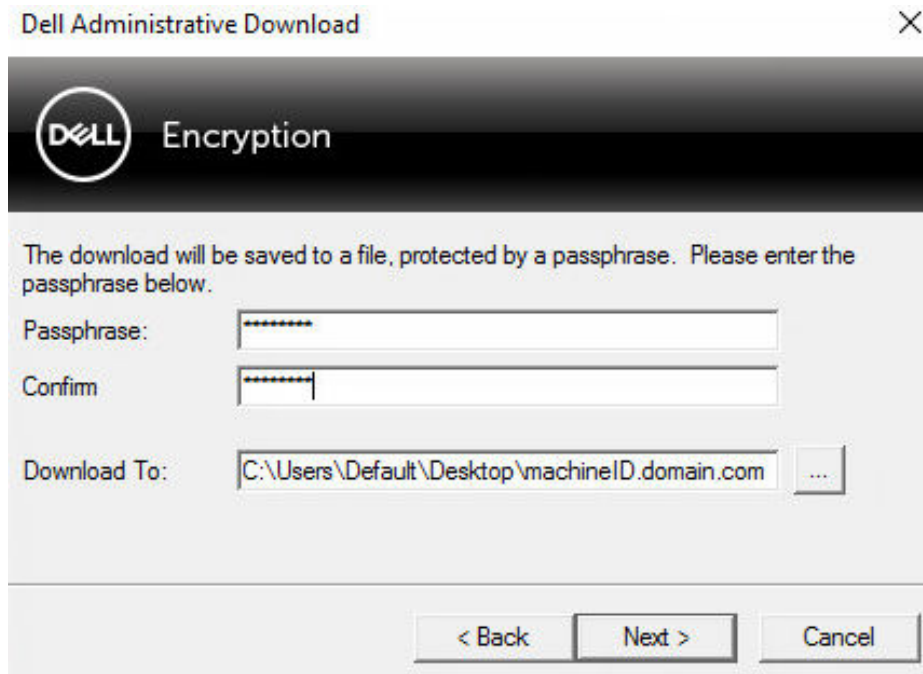 Dell Administrative Download
DELL Encryption
The download will be saved to a file, protected by a passphrase. Please enter the
passphrase below.
Passphrase: ********
Confirm ********
Download To: C:\Users\Default\Desktop\machineID.domain.com ...
< Back Next > Cancel